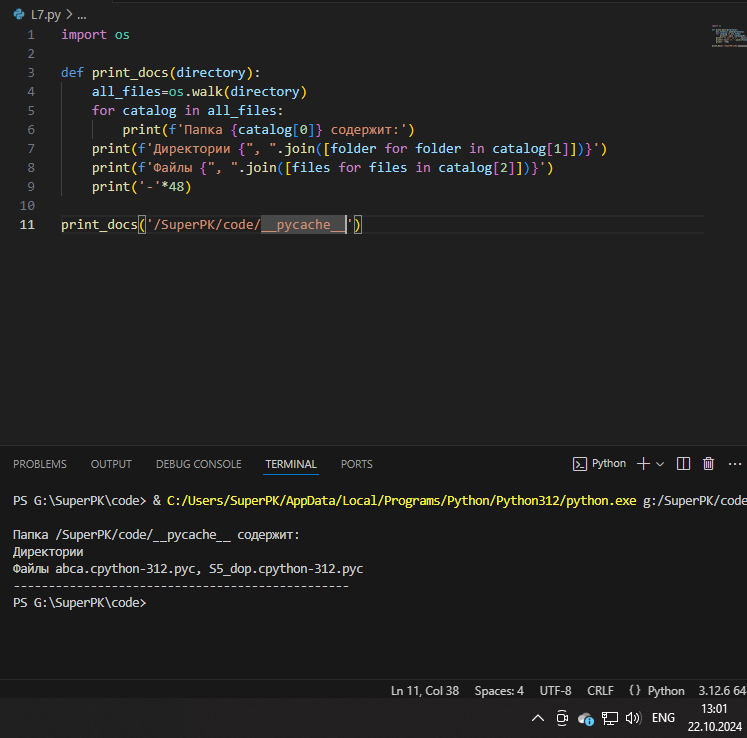 L7.py > ...
1 import os
2
3 def print_docs(directory):
4 all_files=os.walk(directory)
5 for catalog in all_files:
6 print(f'Папка {catalog[0]} содержит:')
7 print(f'Директории {", ".join([folder for folder in catalog[1]])}')
8 print(f'Файлы {", ".join([files for files in catalog[2]])}')
9 print('-'*48)
10
11 print_docs('/SuperPK/code/__pycache__')
PROBLEMS OUTPUT DEBUG CONSOLE TERMINAL PORTS Python
PS G:\SuperPK\code> & C:/Users/SuperPK/AppData/Local/Programs/Python/Python312/python.exe g:/SuperPK/code
Папка /SuperPK/code/__pycache__ содержит:
Директории
Файлы abca.cpython-312.pyc, S5_dop.cpython-312.pyc
------------------------------------------------
PS G:\SuperPK\code>
Ln 11, Col 38 Spaces: 4 UTF-8 CRLF {} Python 3.12.6 64
ENG 13:01
22.10.2024